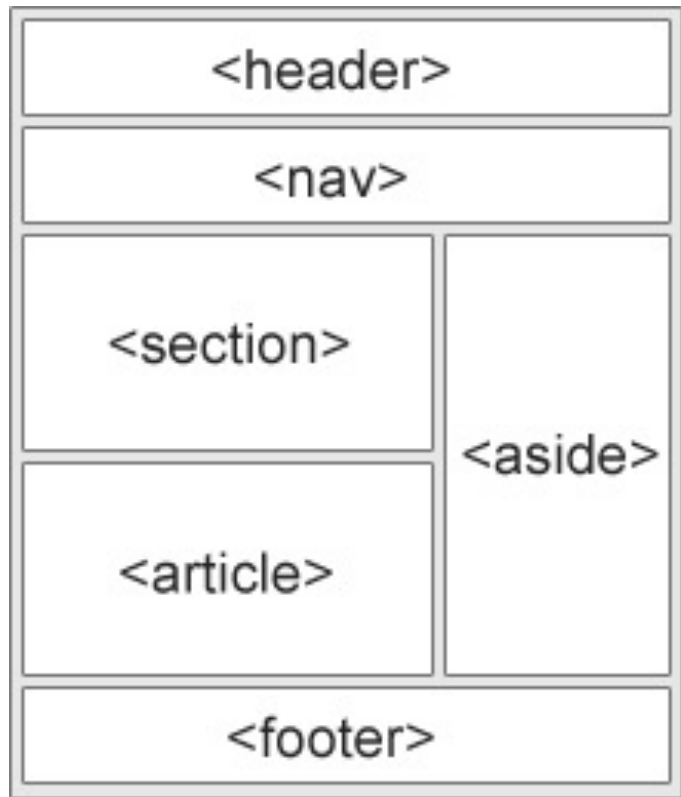 <header>
<nav>
<section>
<aside>
<article>
<footer>